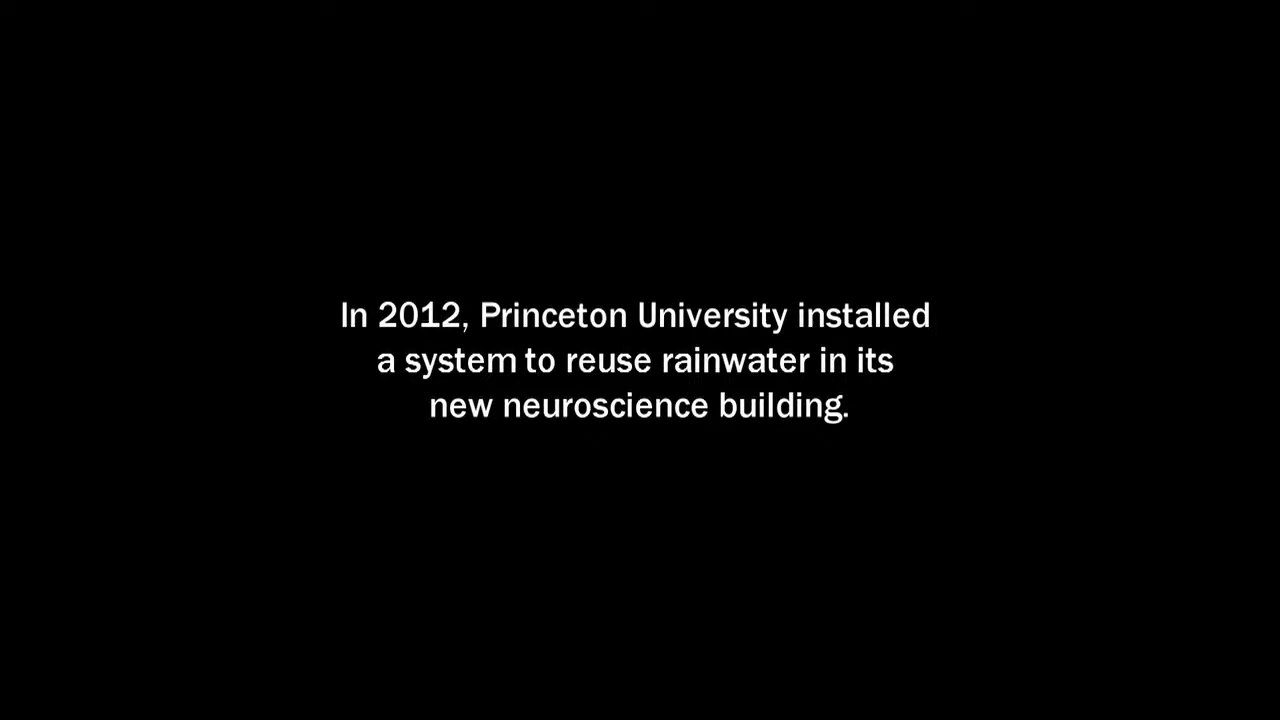 In 2012, Princeton University installed
a system to reuse rainwater in its
new neuroscience building.